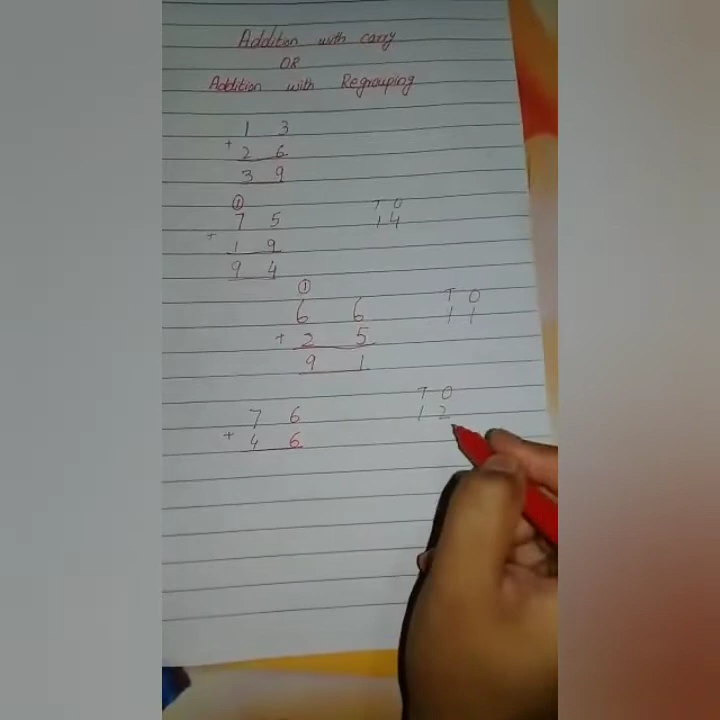 Addition with carry
OR
Addition with Regrouping
1 3
+ 2 6
3 9
①
7 5 T O
+ 1 9 1 4
9 4
①
6 6 T O
+ 2 5 1 1
9 1
T O
7 6 1 2
+ 4 6